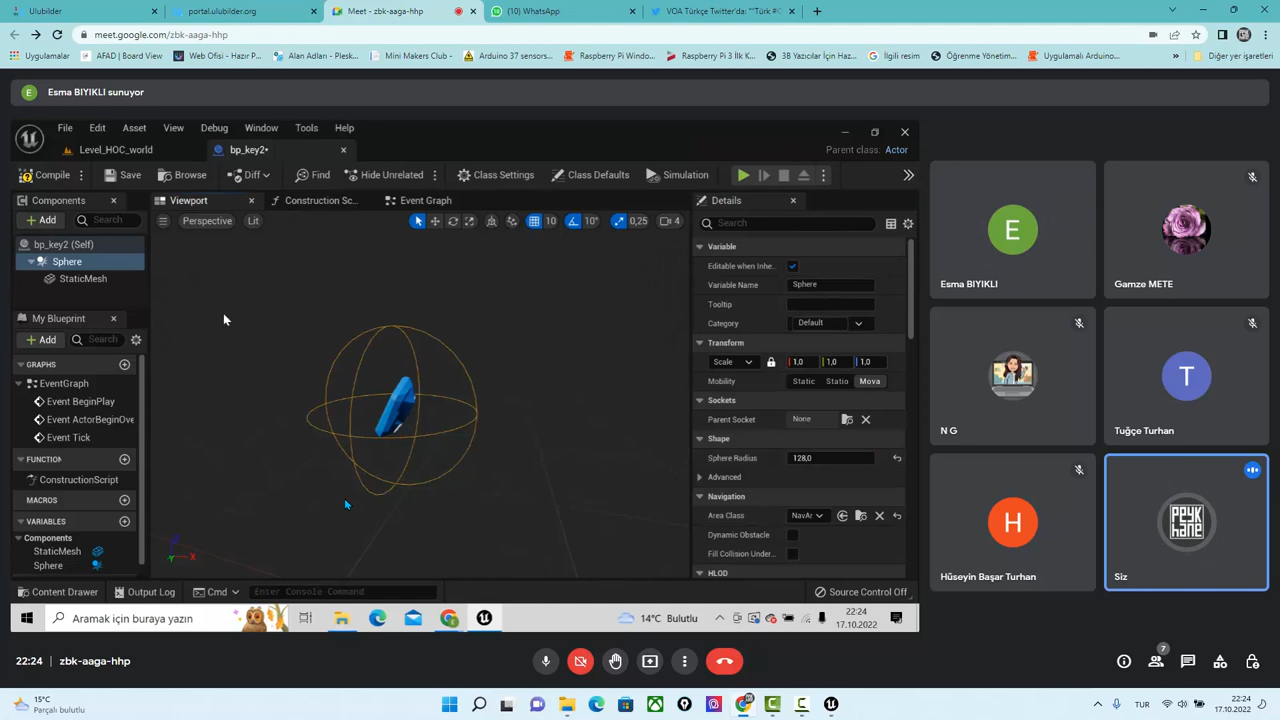 Ulubilder
portal.ulubilder.org
Meet - zbk-aaga-hhp
(10) WhatsApp
VOA Türkçe Twitter'da: "“Türk #C
meet.google.com/zbk-aaga-hhp
Uygulamalar
AFAD | Board View
Web Ofisi - Hazır P...
Alan Adları - Plesk...
Mini Makers Club -
Arduino 37 sensors...
Raspberry Pi Windo...
Raspberry Pi 3 İlk K...
3B Yazıcılar İçin Haz...
İlgili resim
Öğrenme Yönetim...
Uygulamalı Arduino
»
Diğer yer işaretleri
E
Esma BIYIKLI sunuyor
File Edit Asset View Debug Window Tools Help
Level_HOC_world
bp_key2•
Parent class: Actor
Compile
Save
Browse
Diff
Find
Hide Unrelated
Class Settings
Class Defaults
Simulation
»
Components
Viewport
Construction Sc...
Event Graph
Details
+ Add
Search
Perspective
Lit
10
10°
0,25
4
Search
bp_key2 (Self)
Sphere
StaticMesh
My Blueprint
+ Add
Search
GRAPHS
EventGraph
Event BeginPlay
Event ActorBeginOve
Event Tick
FUNCTION
ConstructionScript
MACROS
VARIABLES
Components
StaticMesh
Sphere
Z
X
Y
Variable
Editable when Inhe...
Variable Name Sphere
Tooltip
Category Default
Transform
Scale 1,0 1,0 1,0
Mobility Static Statio Mova
Sockets
Parent Socket None
Shape
Sphere Radius 128,0
Advanced
Navigation
Area Class NavAr
Dynamic Obstacle
Fill Collision Under...
HLOD
Content Drawer
Output Log
Cmd
Enter Console Command
Source Control Off
Aramak için buraya yazın
14°C Bulutlu
22:24
17.10.2022
E
Esma BIYIKLI
Gamze METE
N G
T
Tuğçe Turhan
H
Hüseyin Başar Turhan
Siz
22:24
zbk-aaga-hhp
7
15°C
Parçalı bulutlu
TUR
22:24
17.10.2022